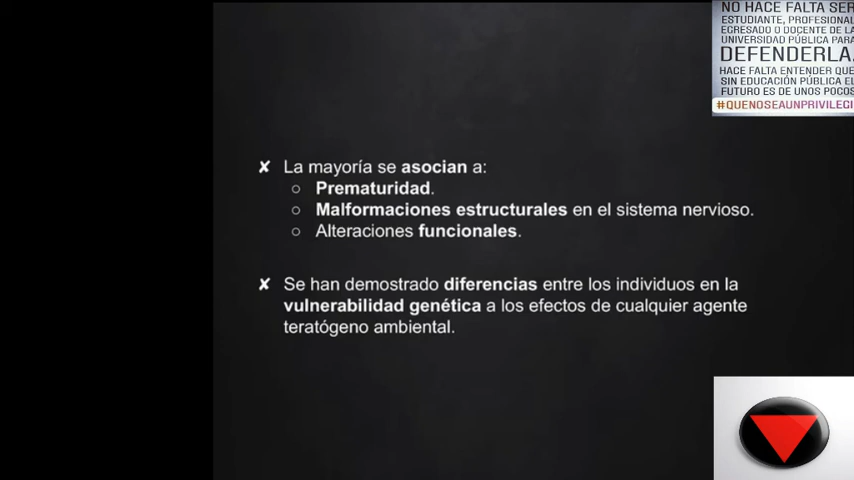 NO HACE FALTA SER
ESTUDIANTE, PROFESIONAL
EGRESADO O DOCENTE DE LA
UNIVERSIDAD PÚBLICA PARA
DEFENDERLA.
HACE FALTA ENTENDER QUE
SIN EDUCACIÓN PÚBLICA EL
FUTURO ES DE UNOS POCOS
#QUENOSEAUNPRIVILEGI
✘ La mayoría se asocian a:
○ Prematuridad.
○ Malformaciones estructurales en el sistema nervioso.
○ Alteraciones funcionales.
✘ Se han demostrado diferencias entre los individuos en la
vulnerabilidad genética a los efectos de cualquier agente
teratógeno ambiental.